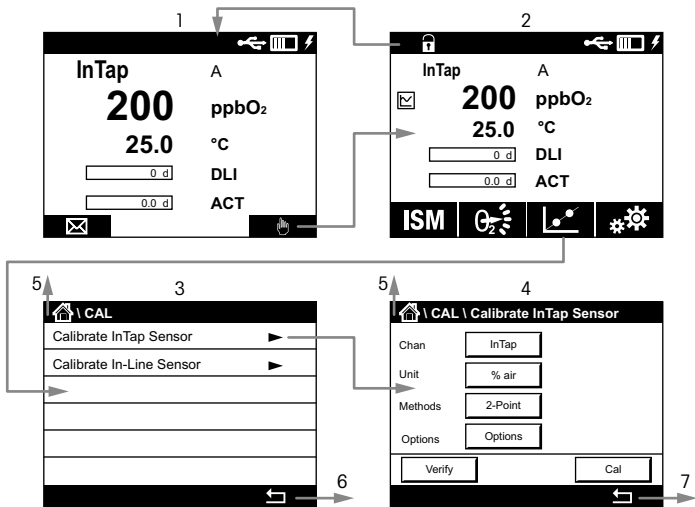 1
InTap A
200 ppbO₂
25.0 °C
0 d DLI
0.0 d ACT
2
InTap A
200 ppbO₂
25.0 °C
0 d DLI
0.0 d ACT
ISM O₂
5 3
\ CAL
Calibrate InTap Sensor
Calibrate In-Line Sensor
6
5 4
\ CAL \ Calibrate InTap Sensor
Chan InTap
Unit % air
Methods 2-Point
Options Options
Verify Cal
7